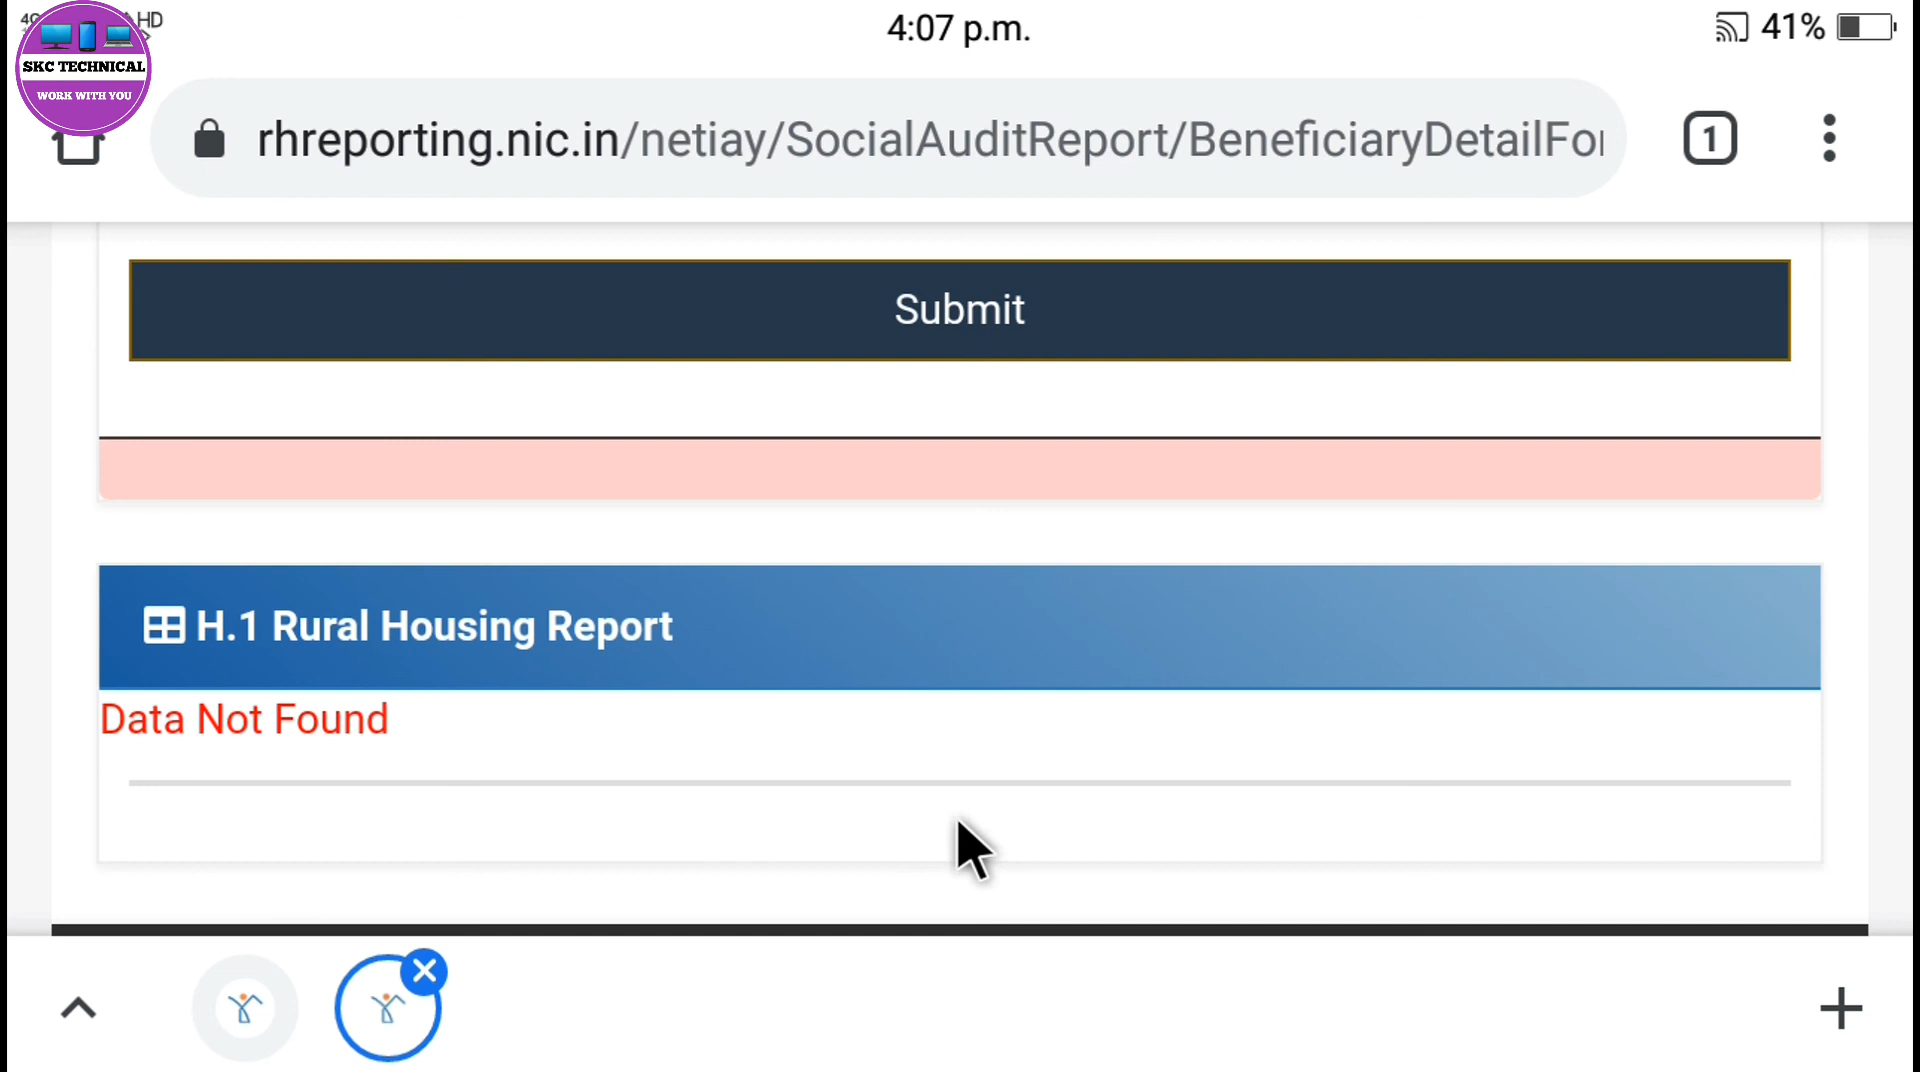 4:07 p.m.
41%
HD
SKC TECHNICAL
WORK WITH YOU
rhreporting.nic.in/netiay/SocialAuditReport/BeneficiaryDetailFo
1
Submit
H.1 Rural Housing Report
Data Not Found